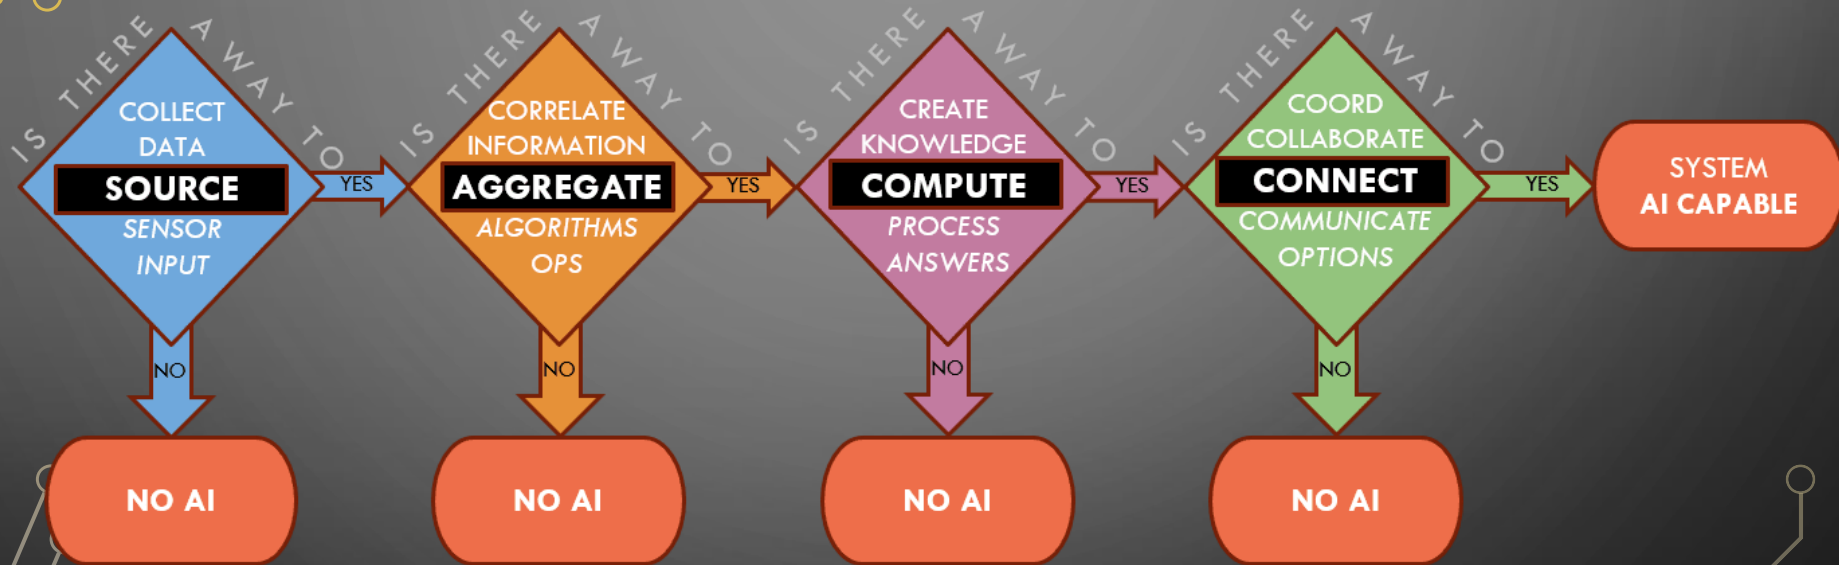 IS THERE A WAY TO
COLLECT
DATA
SOURCE
SENSOR
INPUT
YES
NO
NO AI
IS THERE A WAY TO
CORRELATE
INFORMATION
AGGREGATE
ALGORITHMS
OPS
YES
NO
NO AI
IS THERE A WAY TO
CREATE
KNOWLEDGE
COMPUTE
PROCESS
ANSWERS
YES
NO
NO AI
IS THERE A WAY TO
COORD
COLLABORATE
CONNECT
COMMUNICATE
OPTIONS
YES
NO
NO AI
SYSTEM
AI CAPABLE